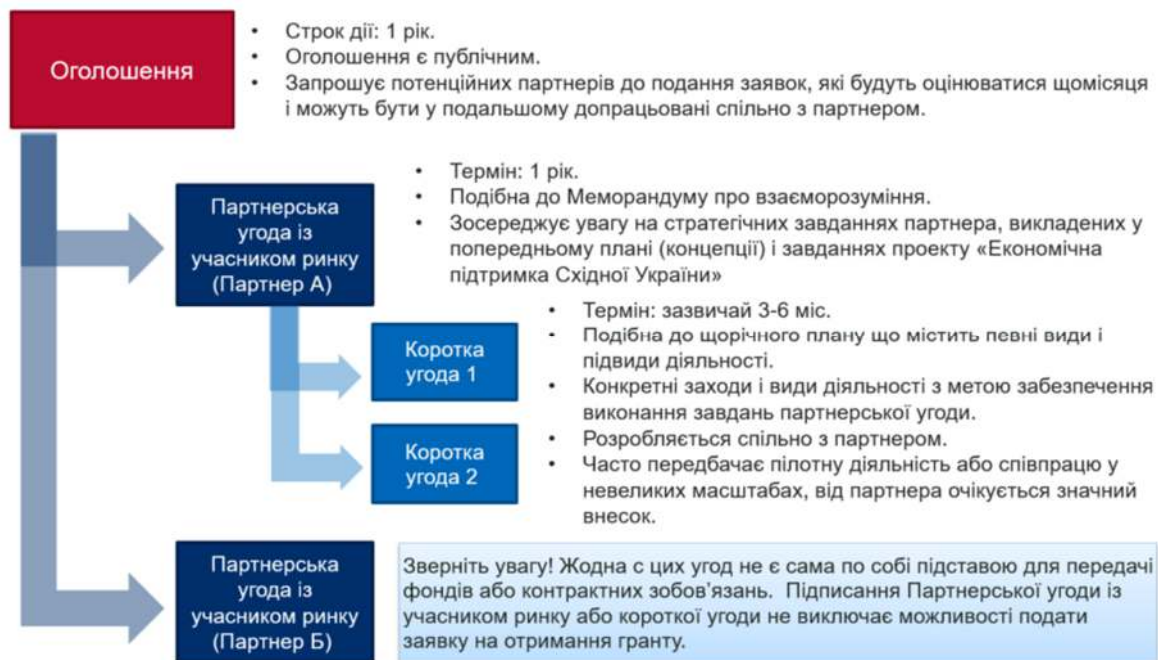 Оголошення
• Строк дії: 1 рік.
• Оголошення є публічним.
• Запрошує потенційних партнерів до подання заявок, які будуть оцінюватися щомісяця
і можуть бути у подальшому допрацьовані спільно з партнером.
Партнерська
угода із
учасником ринку
(Партнер А)
• Термін: 1 рік.
• Подібна до Меморандуму про взаєморозуміння.
• Зосереджує увагу на стратегічних завданнях партнера, викладених у
попередньому плані (концепції) і завданнях проекту «Економічна
підтримка Східної України»
Коротка
угода 1
Коротка
угода 2
• Термін: зазвичай 3-6 міс.
• Подібна до щорічного плану що містить певні види і
підвиди діяльності.
• Конкретні заходи і види діяльності з метою забезпечення
виконання завдань партнерської угоди.
• Розробляється спільно з партнером.
• Часто передбачає пілотну діяльність або співпрацю у
невеликих масштабах, від партнера очікується значний
внесок.
Партнерська
угода із
учасником ринку
(Партнер Б)
Зверніть увагу! Жодна с цих угод не є сама по собі підставою для передачі
фондів або контрактних зобов’язань. Підписання Партнерської угоди із
учасником ринку або короткої угоди не виключає можливості подати
заявку на отримання гранту.